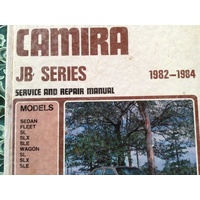 CAMIRA
JB SERIES 1982-1984
SERVICE AND REPAIR MANUAL
MODELS
SEDAN
FLEET
SL
SLX
SLE
WAGON
SL
SLX
SLE